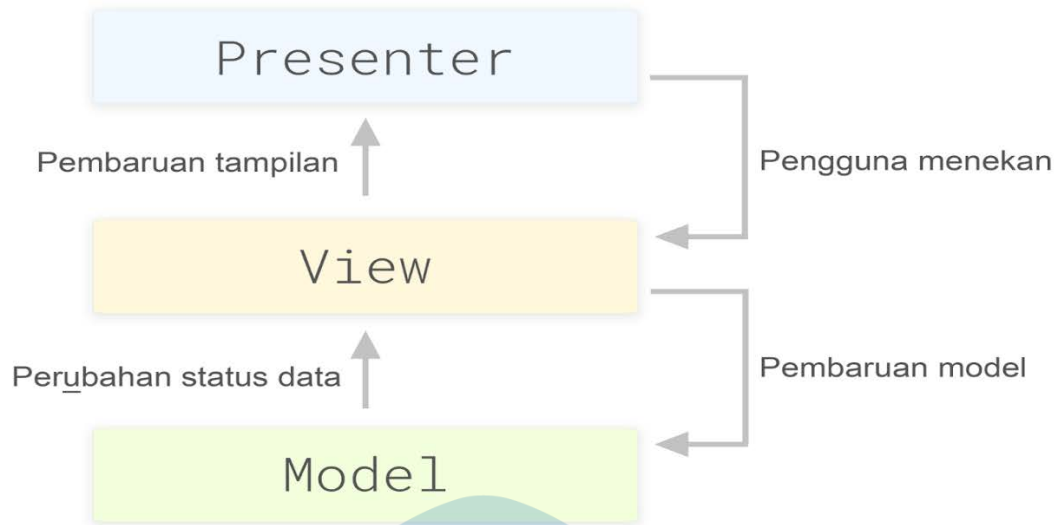 Presenter
Pembaruan tampilan
Pengguna menekan
View
Perubahan status data
Pembaruan model
Model